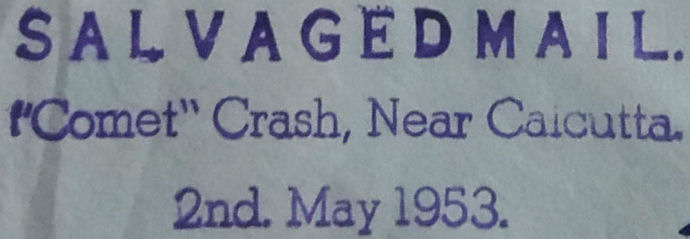 SALVAGED MAIL.
"Comet" Crash, Near Calcutta.
2nd. May 1953.